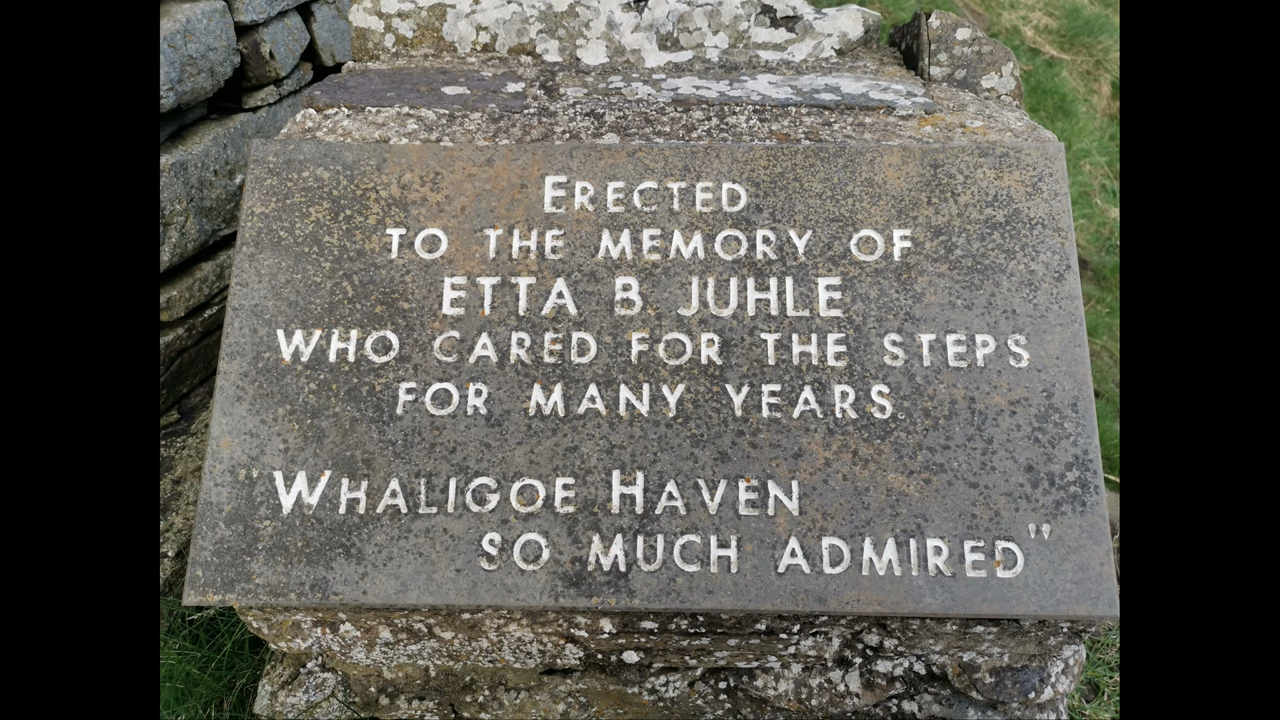 ERECTED
TO THE MEMORY OF
ETTA B JUHLE
WHO CARED FOR THE STEPS
FOR MANY YEARS.
"WHALIGOE HAVEN
SO MUCH ADMIRED"